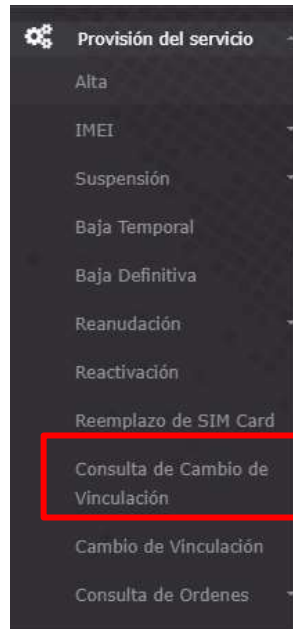 Provisión del servicio
Alta
IMEI
Suspensión
Baja Temporal
Baja Definitiva
Reanudación
Reactivación
Reemplazo de SIM Card
Consulta de Cambio de
Vinculación
Cambio de Vinculación
Consulta de Ordenes